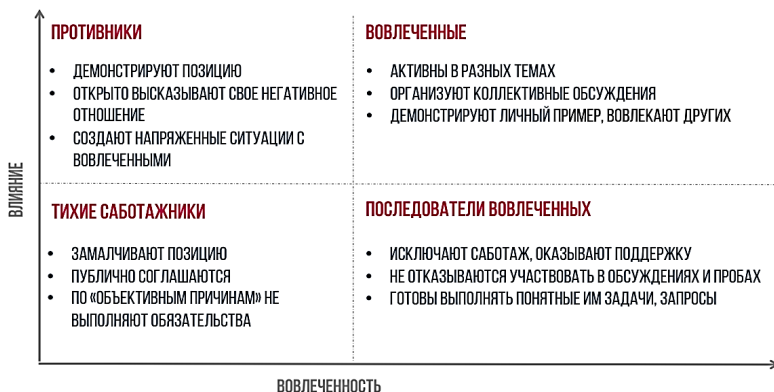 ПРОТИВНИКИ
• ДЕМОНСТРИРУЮТ ПОЗИЦИЮ
• ОТКРЫТО ВЫСКАЗЫВАЮТ СВОЕ НЕГАТИВНОЕ
ОТНОШЕНИЕ
• СОЗДАЮТ НАПРЯЖЕННЫЕ СИТУАЦИИ С
ВОВЛЕЧЕННЫМИ
ВОВЛЕЧЕННЫЕ
• АКТИВНЫ В РАЗНЫХ ТЕМАХ
• ОРГАНИЗУЮТ КОЛЛЕКТИВНЫЕ ОБСУЖДЕНИЯ
• ДЕМОНСТРИРУЮТ ЛИЧНЫЙ ПРИМЕР, ВОВЛЕКАЮТ ДРУГИХ
ВЛИЯНИЕ
ТИХИЕ САБОТАЖНИКИ
• ЗАМАЛЧИВАЮТ ПОЗИЦИЮ
• ПУБЛИЧНО СОГЛАШАЮТСЯ
• ПО «ОБЪЕКТИВНЫМ ПРИЧИНАМ» НЕ
ВЫПОЛНЯЮТ ОБЯЗАТЕЛЬСТВА
ПОСЛЕДОВАТЕЛИ ВОВЛЕЧЕННЫХ
• ИСКЛЮЧАЮТ САБОТАЖ, ОКАЗЫВАЮТ ПОДДЕРЖКУ
• НЕ ОТКАЗЫВАЮТСЯ УЧАСТВОВАТЬ В ОБСУЖДЕНИЯХ И ПРОБАХ
• ГОТОВЫ ВЫПОЛНЯТЬ ПОНЯТНЫЕ ИМ ЗАДАЧИ, ЗАПРОСЫ
ВОВЛЕЧЕННОСТЬ